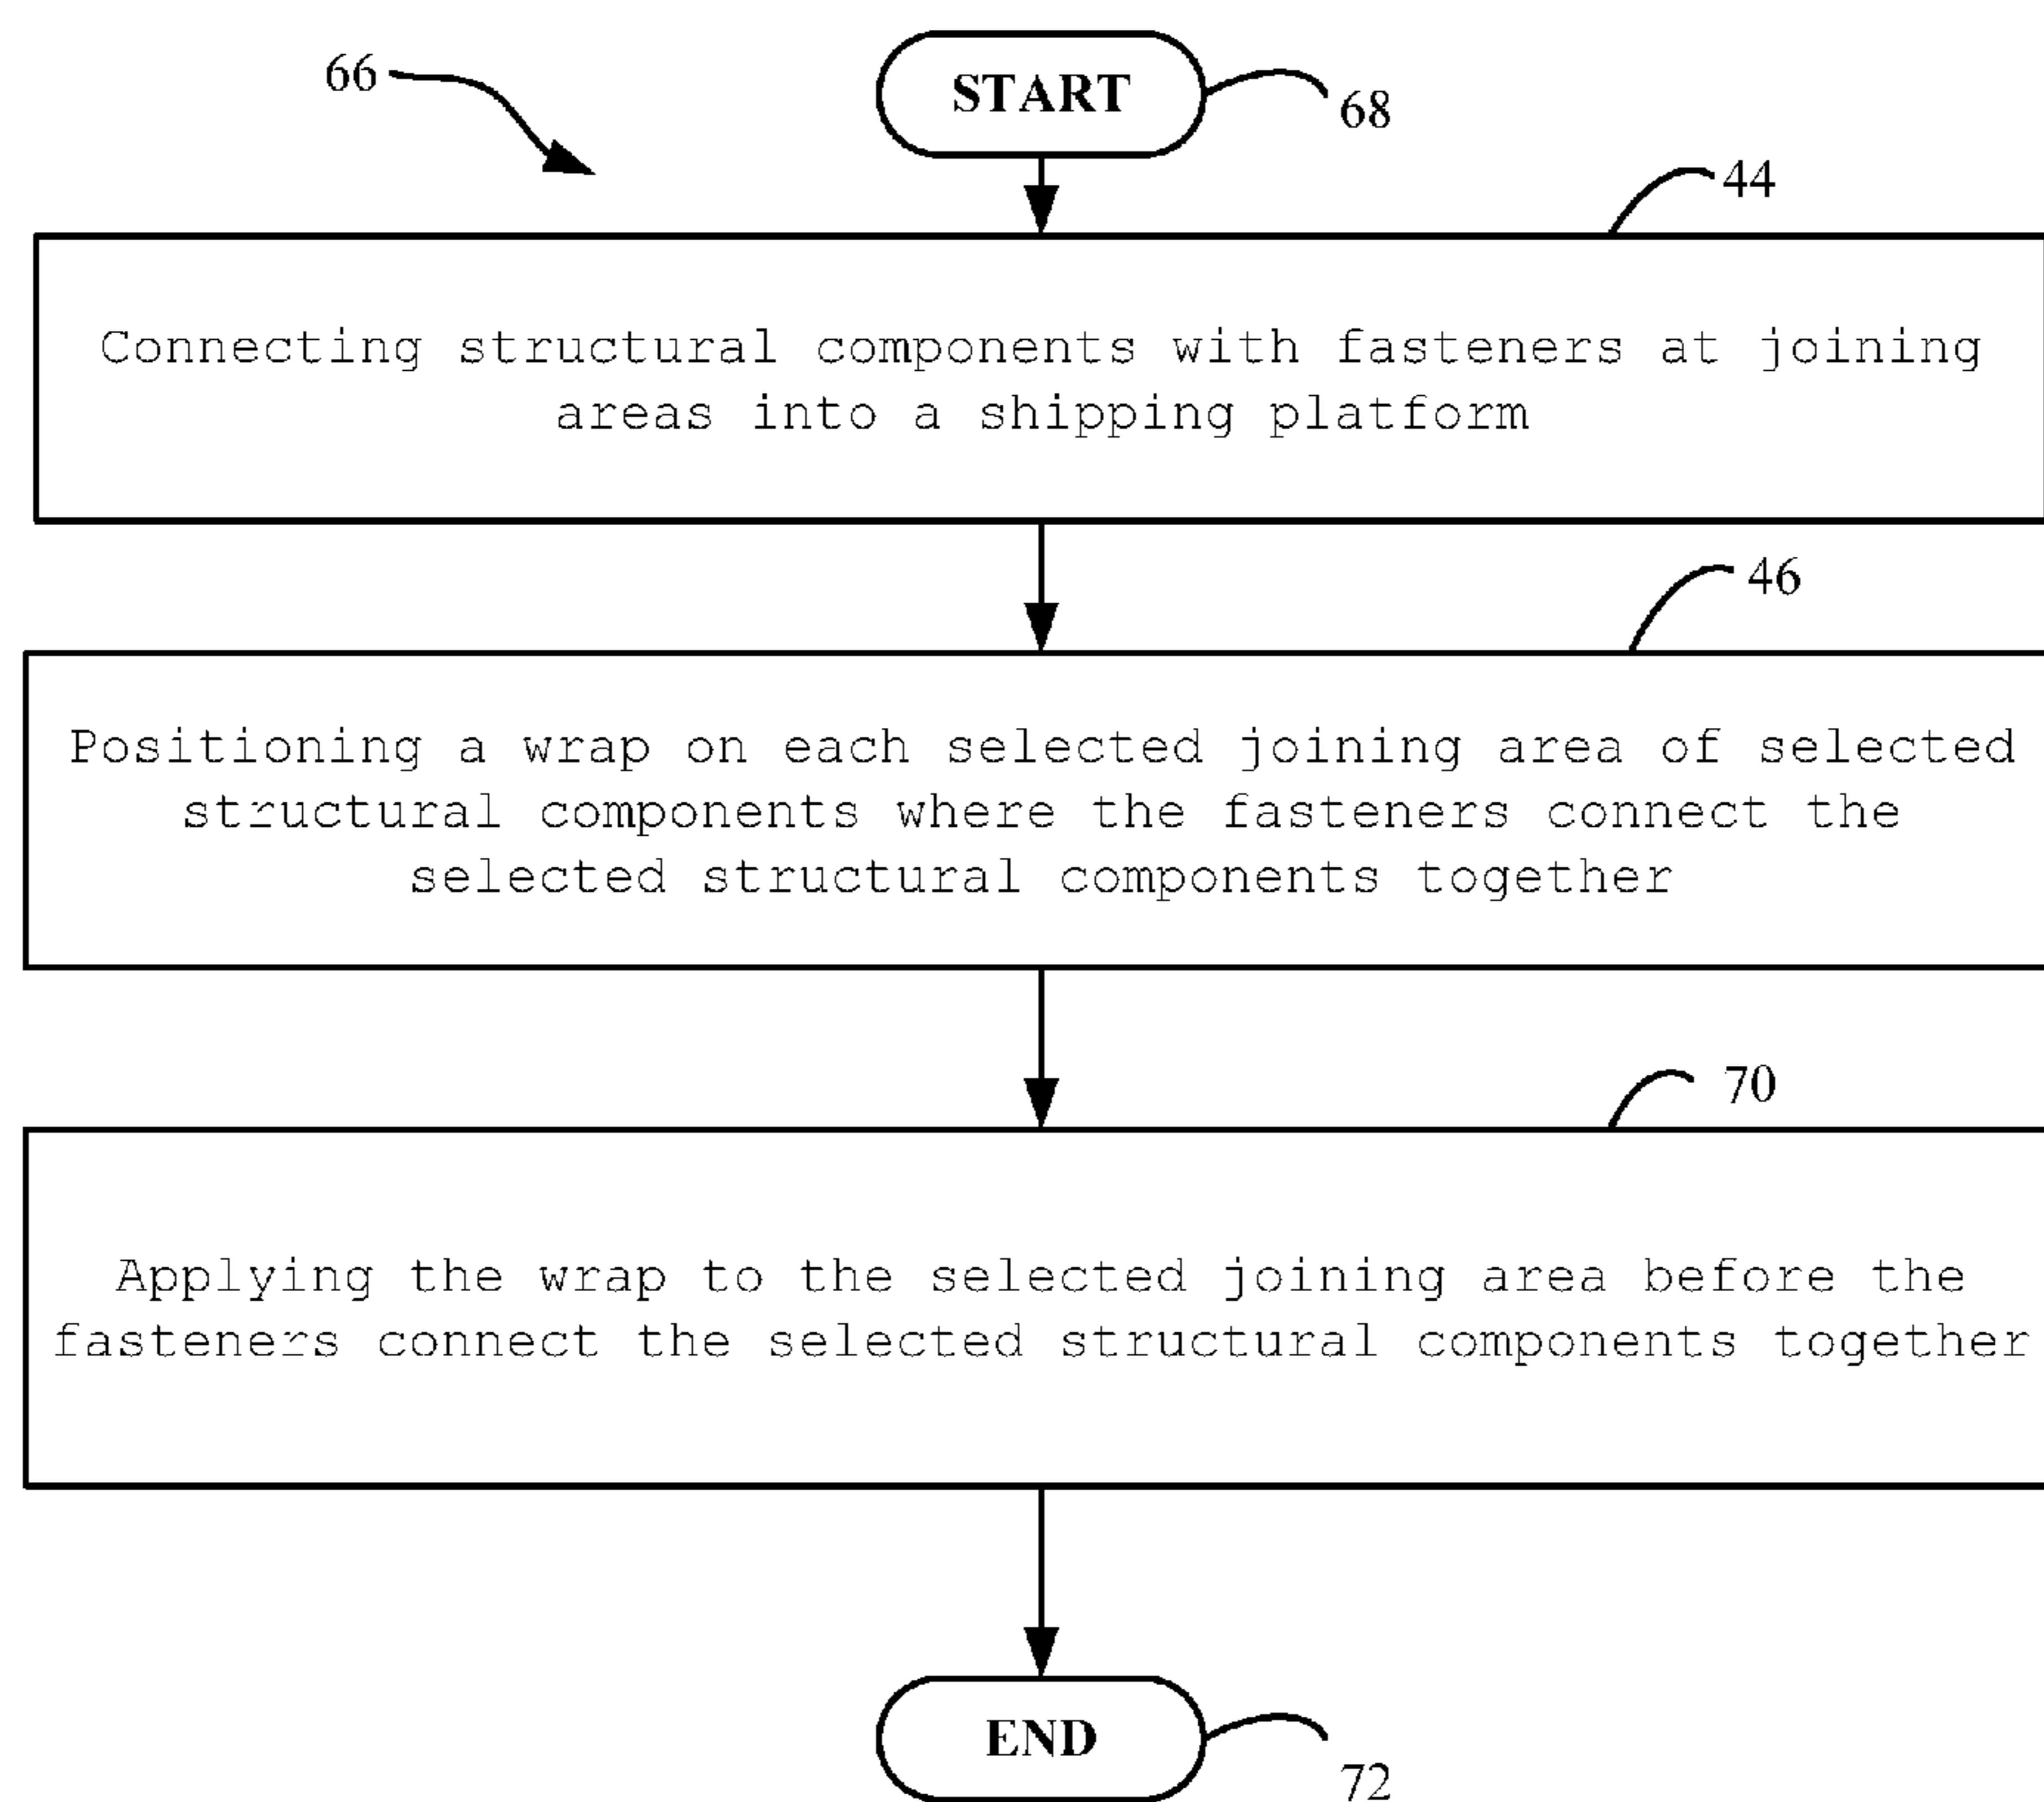 66
START
68
44
Connecting structural components with fasteners at joining
areas into a shipping platform
46
Positioning a wrap on each selected joining area of selected
structural components where the fasteners connect the
selected structural components together
70
Applying the wrap to the selected joining area before the
fasteners connect the selected structural components together
END
72